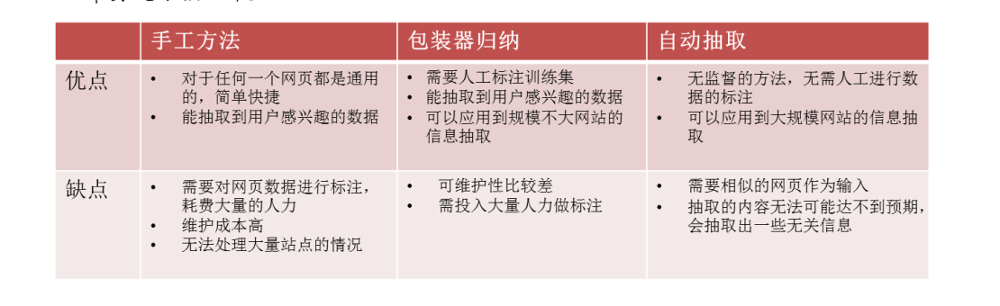 手工方法
包装器归纳
自动抽取
优点
• 对于任何一个网页都是通用
的，简单快捷
• 能抽取到用户感兴趣的数据
• 需要人工标注训练集
• 能抽取到用户感兴趣的数据
• 可以应用到规模不大网站的
信息抽取
• 无监督的方法，无需人工进行数
据的标注
• 可以应用到大规模网站的信息抽
取
缺点
• 需要对网页数据进行标注，
耗费大量的人力
• 维护成本高
• 无法处理大量站点的情况
• 可维护性比较差
• 需投入大量人力做标注
• 需要相似的网页作为输入
• 抽取的内容无法可能达不到预期，
会抽取出一些无关信息